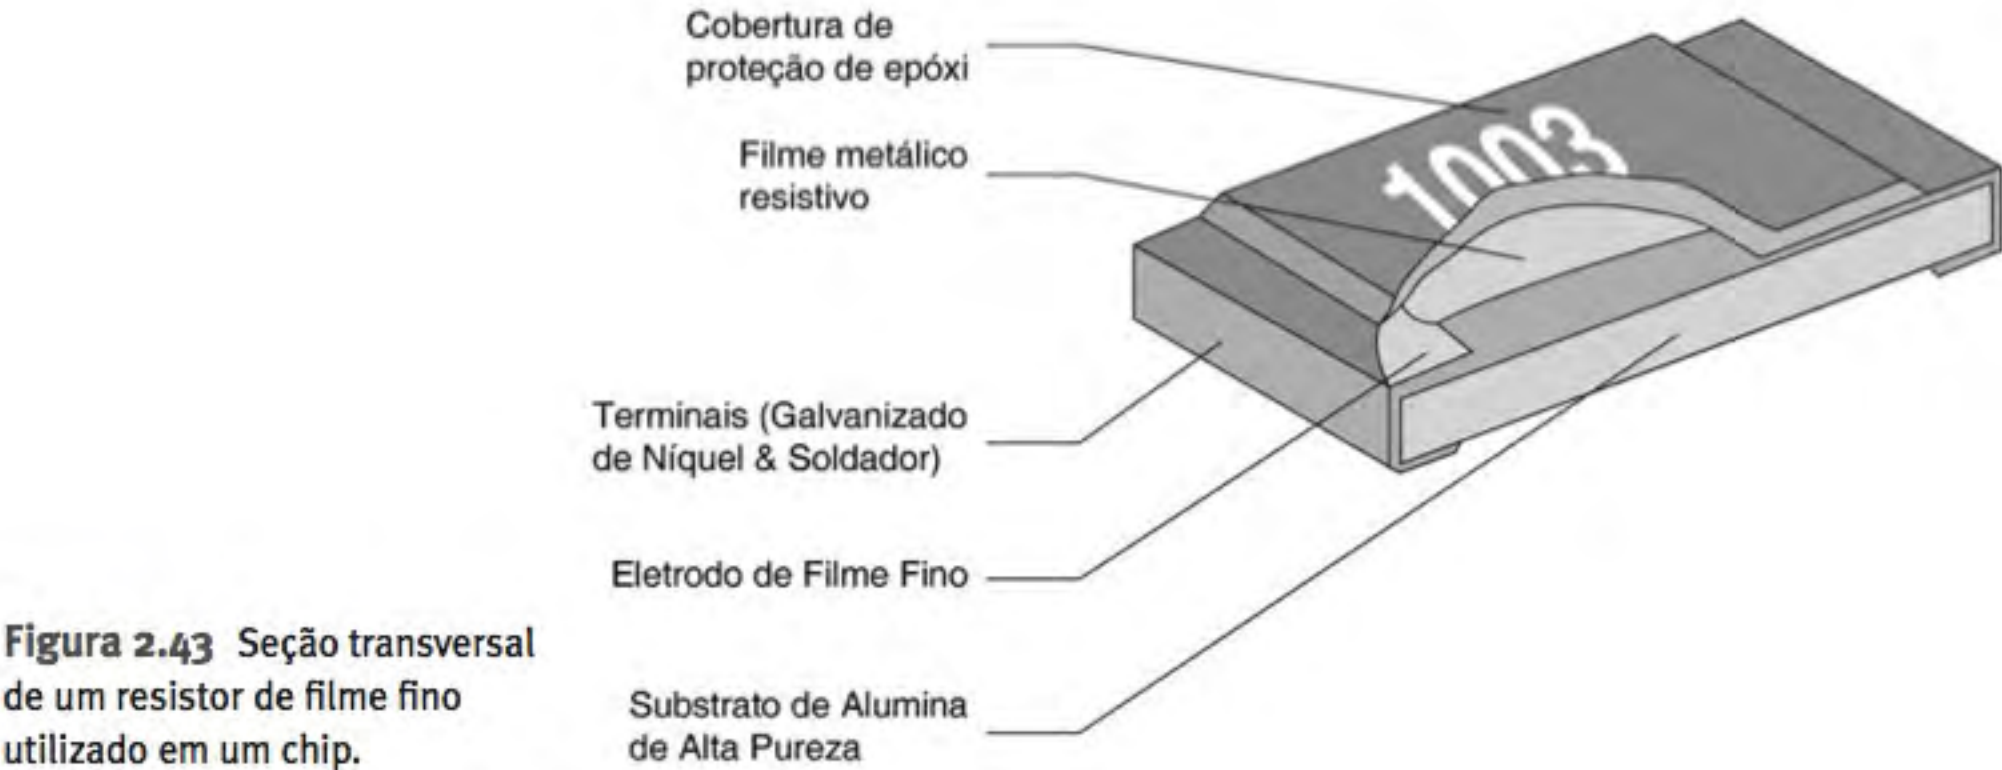 Cobertura de
proteção de epóxi
1003
Filme metálico
resistivo
Terminais (Galvanizado
de Níquel & Soldador)
Eletrodo de Filme Fino
Substrato de Alumina
de Alta Pureza
Figura 2.43 Seção transversal
de um resistor de filme fino
utilizado em um chip.